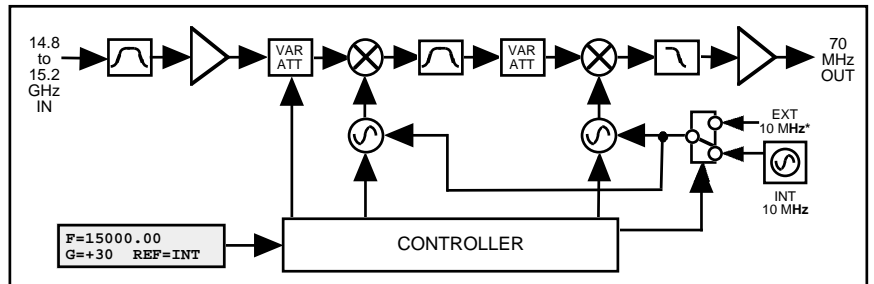 14.8
to
15.2
GHz
IN
VAR
ATT
VAR
ATT
70
MHz
OUT
EXT
10 MHz*
INT
10 MHz
F=15000.00
G=+30 REF=INT
CONTROLLER